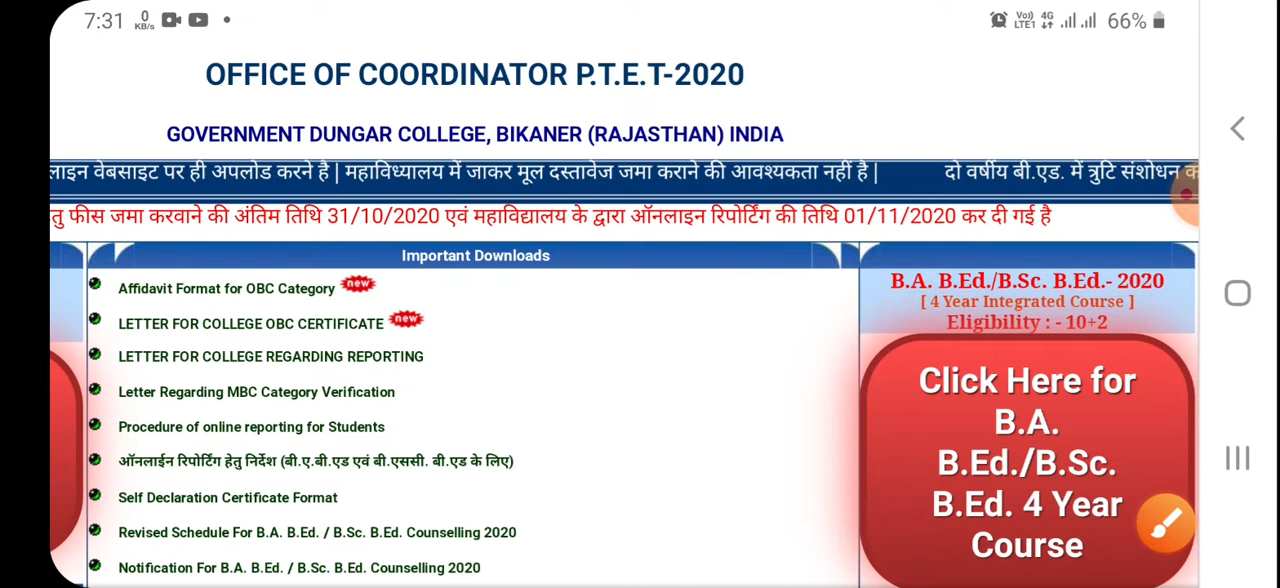 7:31 0 KB/s Vo)) LTE1 4G 66%
OFFICE OF COORDINATOR P.T.E.T-2020
GOVERNMENT DUNGAR COLLEGE, BIKANER (RAJASTHAN) INDIA
लाइन वेबसाइट पर ही अपलोड करने है | महाविध्यालय में जाकर मूल दस्तावेज जमा कराने की आवश्यकता नहीं है | दो वर्षीय बी.एड. में त्रुटि संशोधन
तु फीस जमा करवाने की अंतिम तिथि 31/10/2020 एवं महाविद्यालय के द्वारा ऑनलाइन रिपोर्टिंग की तिथि 01/11/2020 कर दी गई है
Important Downloads
Affidavit Format for OBC Category new
LETTER FOR COLLEGE OBC CERTIFICATE new
LETTER FOR COLLEGE REGARDING REPORTING
Letter Regarding MBC Category Verification
Procedure of online reporting for Students
ऑनलाईन रिपोर्टिंग हेतु निर्देश (बी.ए.बी.एड एवं बी.एससी. बी.एड के लिए)
Self Declaration Certificate Format
Revised Schedule For B.A. B.Ed. / B.Sc. B.Ed. Counselling 2020
Notification For B.A. B.Ed. / B.Sc. B.Ed. Counselling 2020
B.A. B.Ed./B.Sc. B.Ed.- 2020
[ 4 Year Integrated Course ]
Eligibility : - 10+2
Click Here for
B.A.
B.Ed./B.Sc.
B.Ed. 4 Year
Course